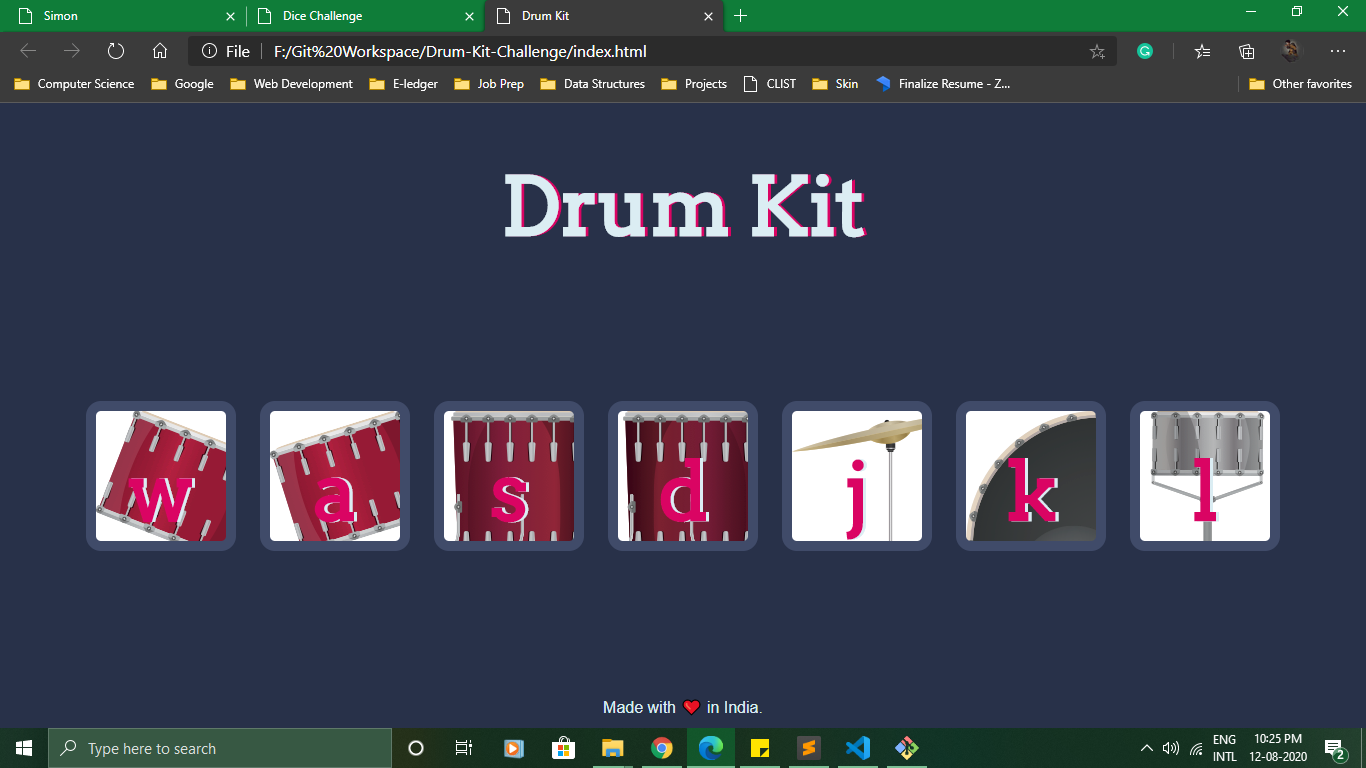 Simon
Dice Challenge
Drum Kit
File
F:/Git%20Workspace/Drum-Kit-Challenge/index.html
Computer Science
Google
Web Development
E-ledger
Job Prep
Data Structures
Projects
CLIST
Skin
Finalize Resume - Z...
Other favorites
Drum Kit
w
a
s
d
j
k
l
Made with ❤️ in India.
Type here to search
ENG
INTL
10:25 PM
12-08-2020
2